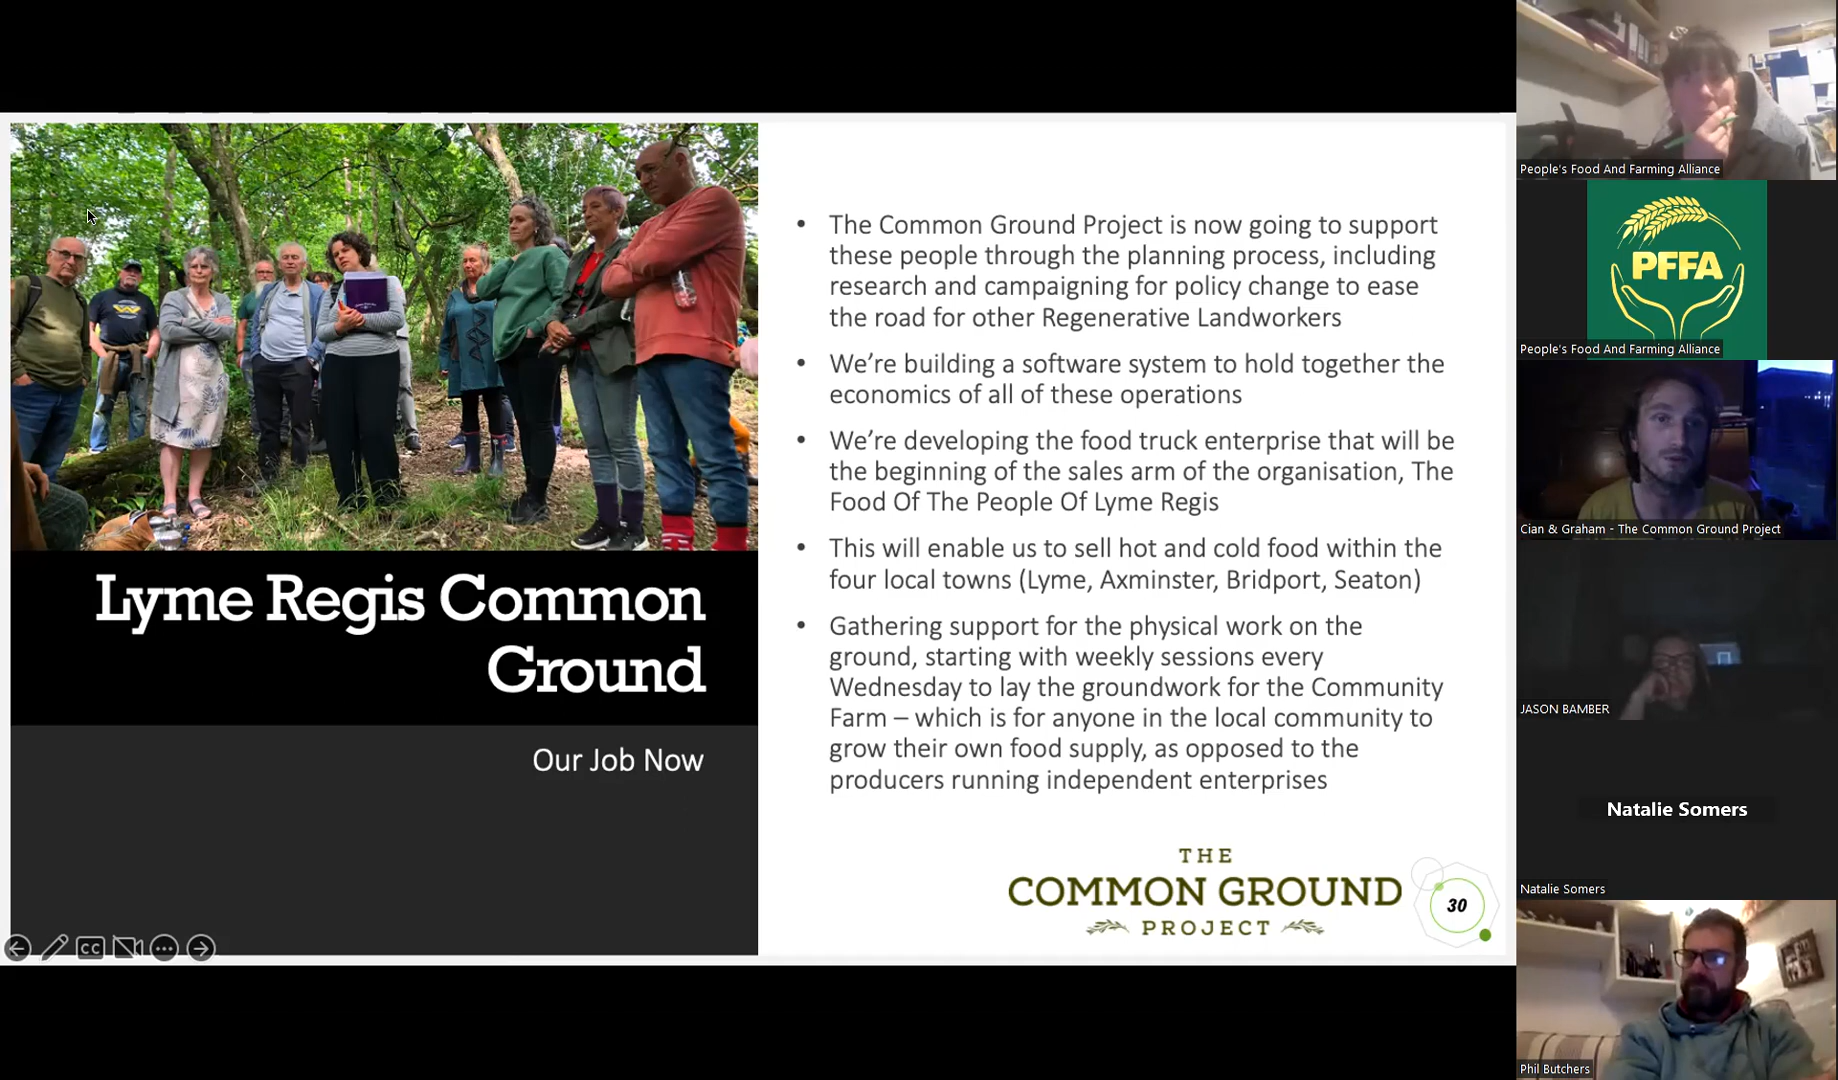 Lyme Regis Common
Ground
Our Job Now
• The Common Ground Project is now going to support
these people through the planning process, including
research and campaigning for policy change to ease
the road for other Regenerative Landworkers
• We’re building a software system to hold together the
economics of all of these operations
• We’re developing the food truck enterprise that will be
the beginning of the sales arm of the organisation, The
Food Of The People Of Lyme Regis
• This will enable us to sell hot and cold food within the
four local towns (Lyme, Axminster, Bridport, Seaton)
• Gathering support for the physical work on the
ground, starting with weekly sessions every
Wednesday to lay the groundwork for the Community
Farm – which is for anyone in the local community to
grow their own food supply, as opposed to the
producers running independent enterprises
THE
COMMON GROUND
PROJECT
30
CC
People's Food And Farming Alliance
PFFA
People's Food And Farming Alliance
Cian & Graham - The Common Ground Project
JASON BAMBER
Natalie Somers
Natalie Somers
Phil Butchers